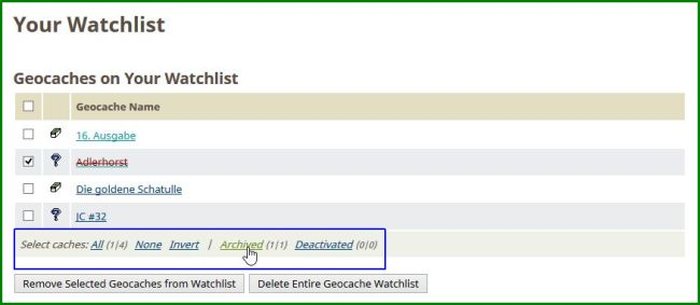 Your Watchlist
Geocaches on Your Watchlist
Geocache Name
16. Ausgabe
Adlerhorst
Die goldene Schatulle
JC #32
Select caches: All (1|4) None Invert | Archived (1|1) Deactivated (0|0)
Remove Selected Geocaches from Watchlist Delete Entire Geocache Watchlist